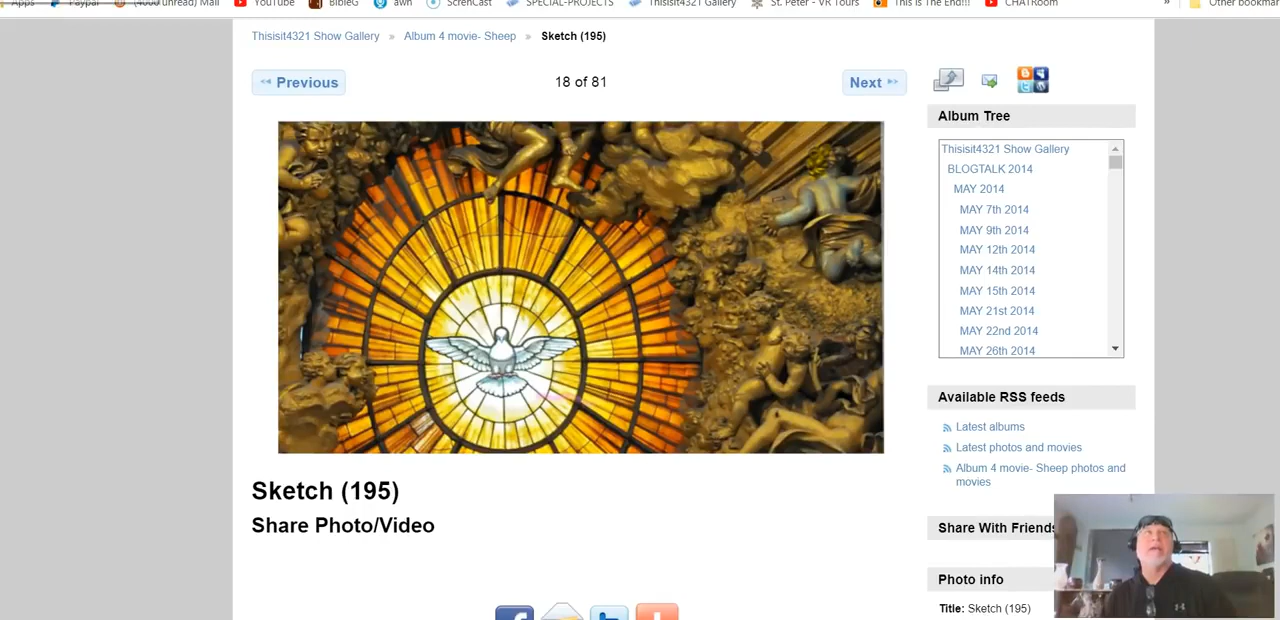 Apps
Paypal
(4000 unread) Mail
YouTube
BibleG
awn
ScrenCast
SPECIAL-PROJECTS
Thisisit4321 Gallery
St. Peter - VR Tours
This Is The End!!!
CHATRoom
»
Other bookmar
Thisisit4321 Show Gallery » Album 4 movie- Sheep » Sketch (195)
Previous
18 of 81
Next
Album Tree
Thisisit4321 Show Gallery
BLOGTALK 2014
MAY 2014
MAY 7th 2014
MAY 9th 2014
MAY 12th 2014
MAY 14th 2014
MAY 15th 2014
MAY 21st 2014
MAY 22nd 2014
MAY 26th 2014
Available RSS feeds
Latest albums
Latest photos and movies
Album 4 movie- Sheep photos and
movies
Sketch (195)
Share Photo/Video
Share With Friends
Photo info
Title: Sketch (195)